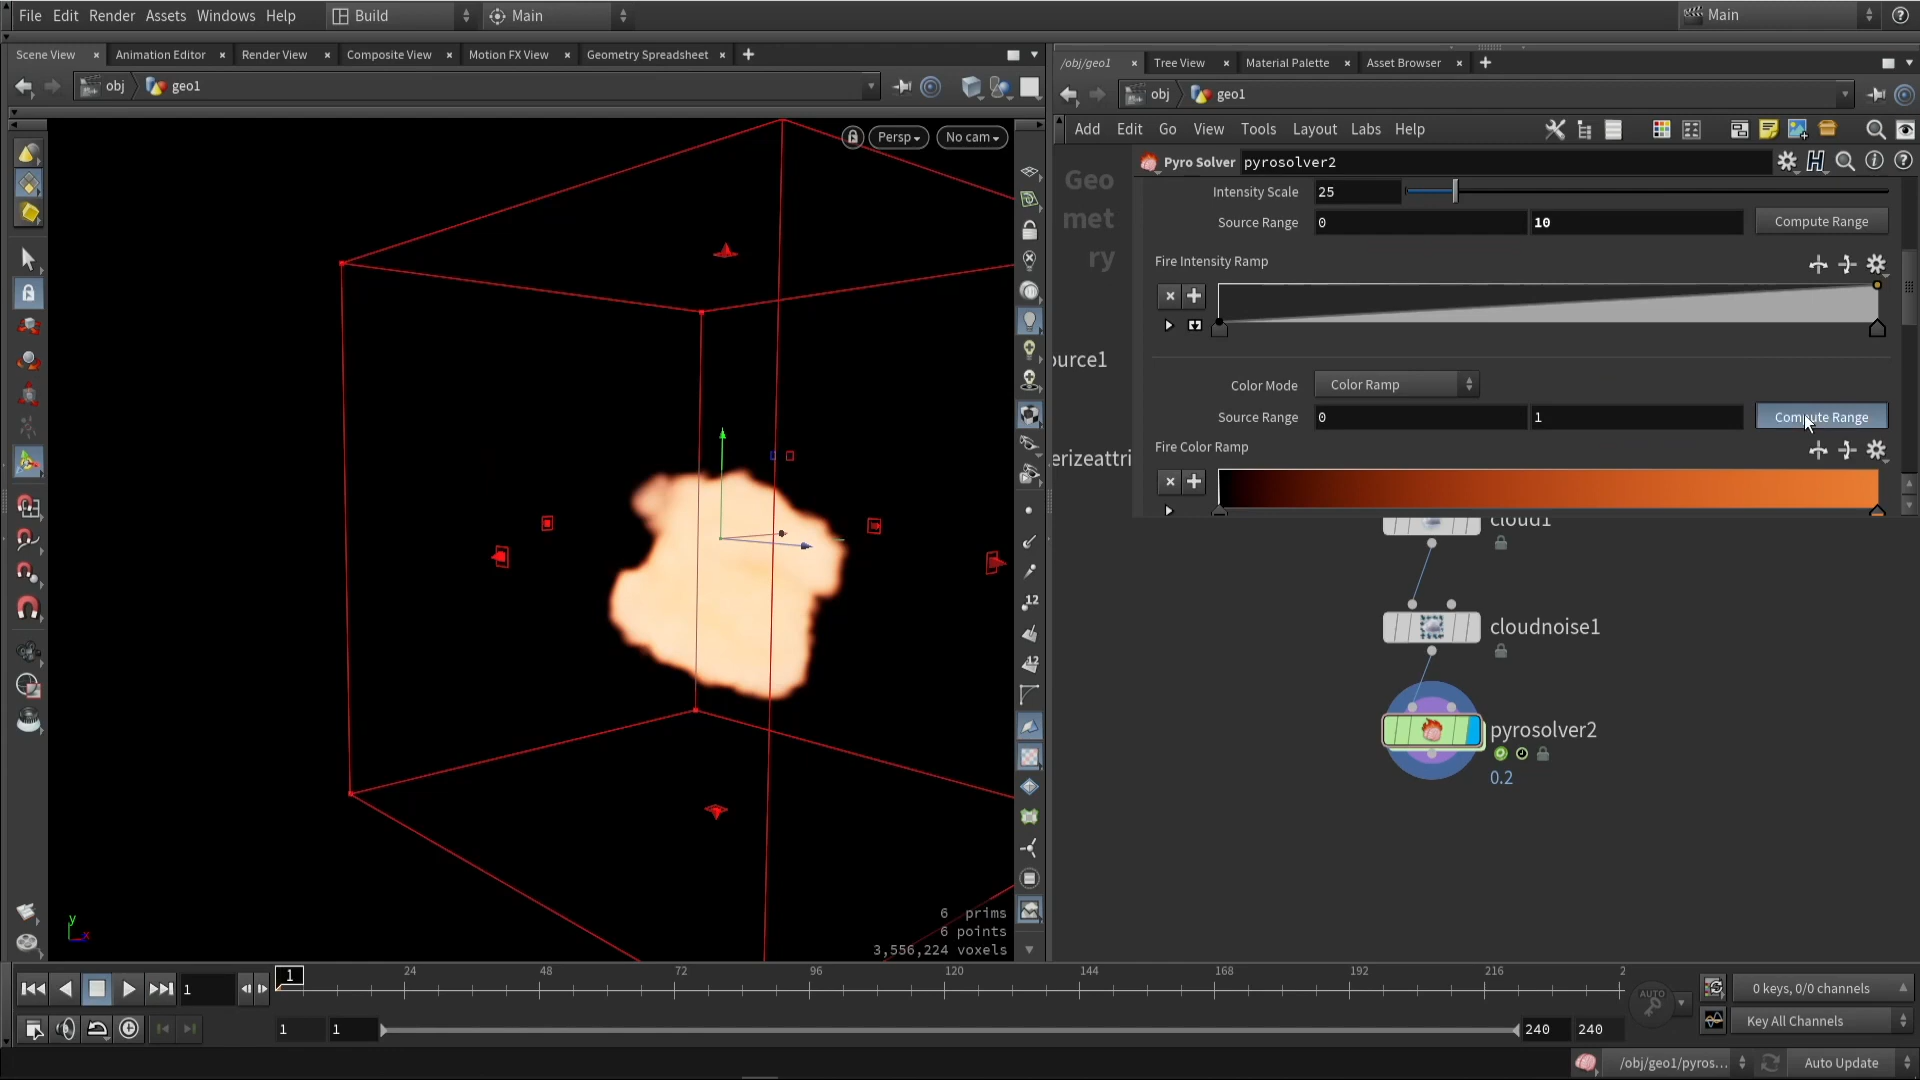 File Edit Render Assets Windows Help Build Main Main
Scene View × Animation Editor × Render View × Composite View × Motion FX View × Geometry Spreadsheet ×
/obj/geo1 × Tree View × Material Palette × Asset Browser ×
obj geo1
obj geo1
Add Edit Go View Tools Layout Labs Help
Persp No cam
Pyro Solver pyrosolver2
Geo
met
ry
Intensity Scale 25
Source Range 0 10 Compute Range
Fire Intensity Ramp
ource1
Color Mode Color Ramp
Source Range 0 1 Compute Range
Fire Color Ramp
erizeattri
cloud1
cloudnoise1
pyrosolver2
0.2
12
12
y
x
6 prims
6 points
3,556,224 voxels
1 1 24 48 72 96 120 144 168 192 216 2
AUTO
0 keys, 0/0 channels
1 1 240 240 Key All Channels
/obj/geo1/pyros... Auto Update